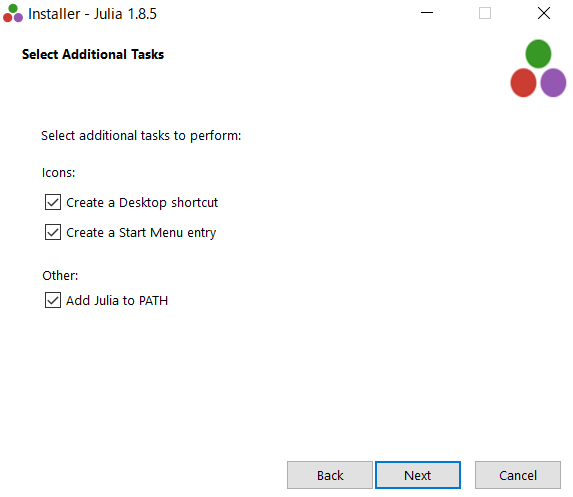 Installer - Julia 1.8.5
Select Additional Tasks
Select additional tasks to perform:
Icons:
Create a Desktop shortcut
Create a Start Menu entry
Other:
Add Julia to PATH
Back Next Cancel